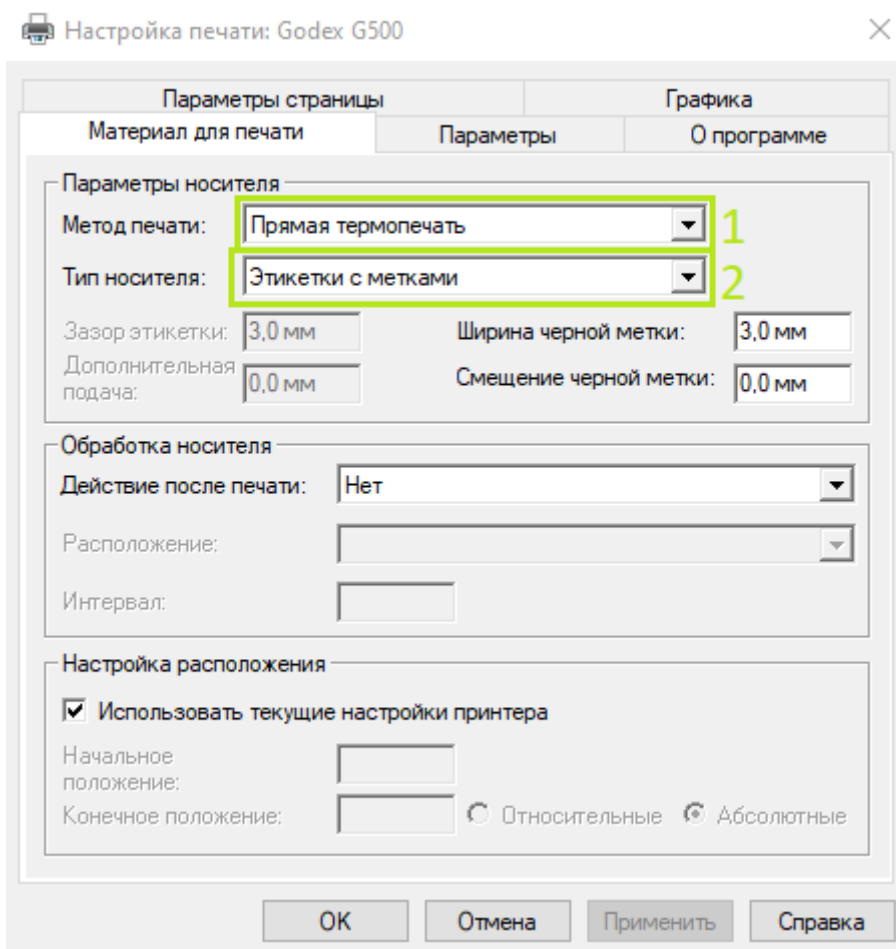 Настройка печати: Godex G500
Параметры страницы Графика
Материал для печати Параметры О программе
Параметры носителя
Метод печати: Прямая термопечать 1
Тип носителя: Этикетки с метками 2
Зазор этикетки: 3,0 мм Ширина черной метки: 3,0 мм
Дополнительная
подача: 0,0 мм Смещение черной метки: 0,0 мм
Обработка носителя
Действие после печати: Нет
Расположение:
Интервал:
Настройка расположения
Использовать текущие настройки принтера
Начальное
положение:
Конечное положение: Относительные Абсолютные
OK Отмена Применить Справка